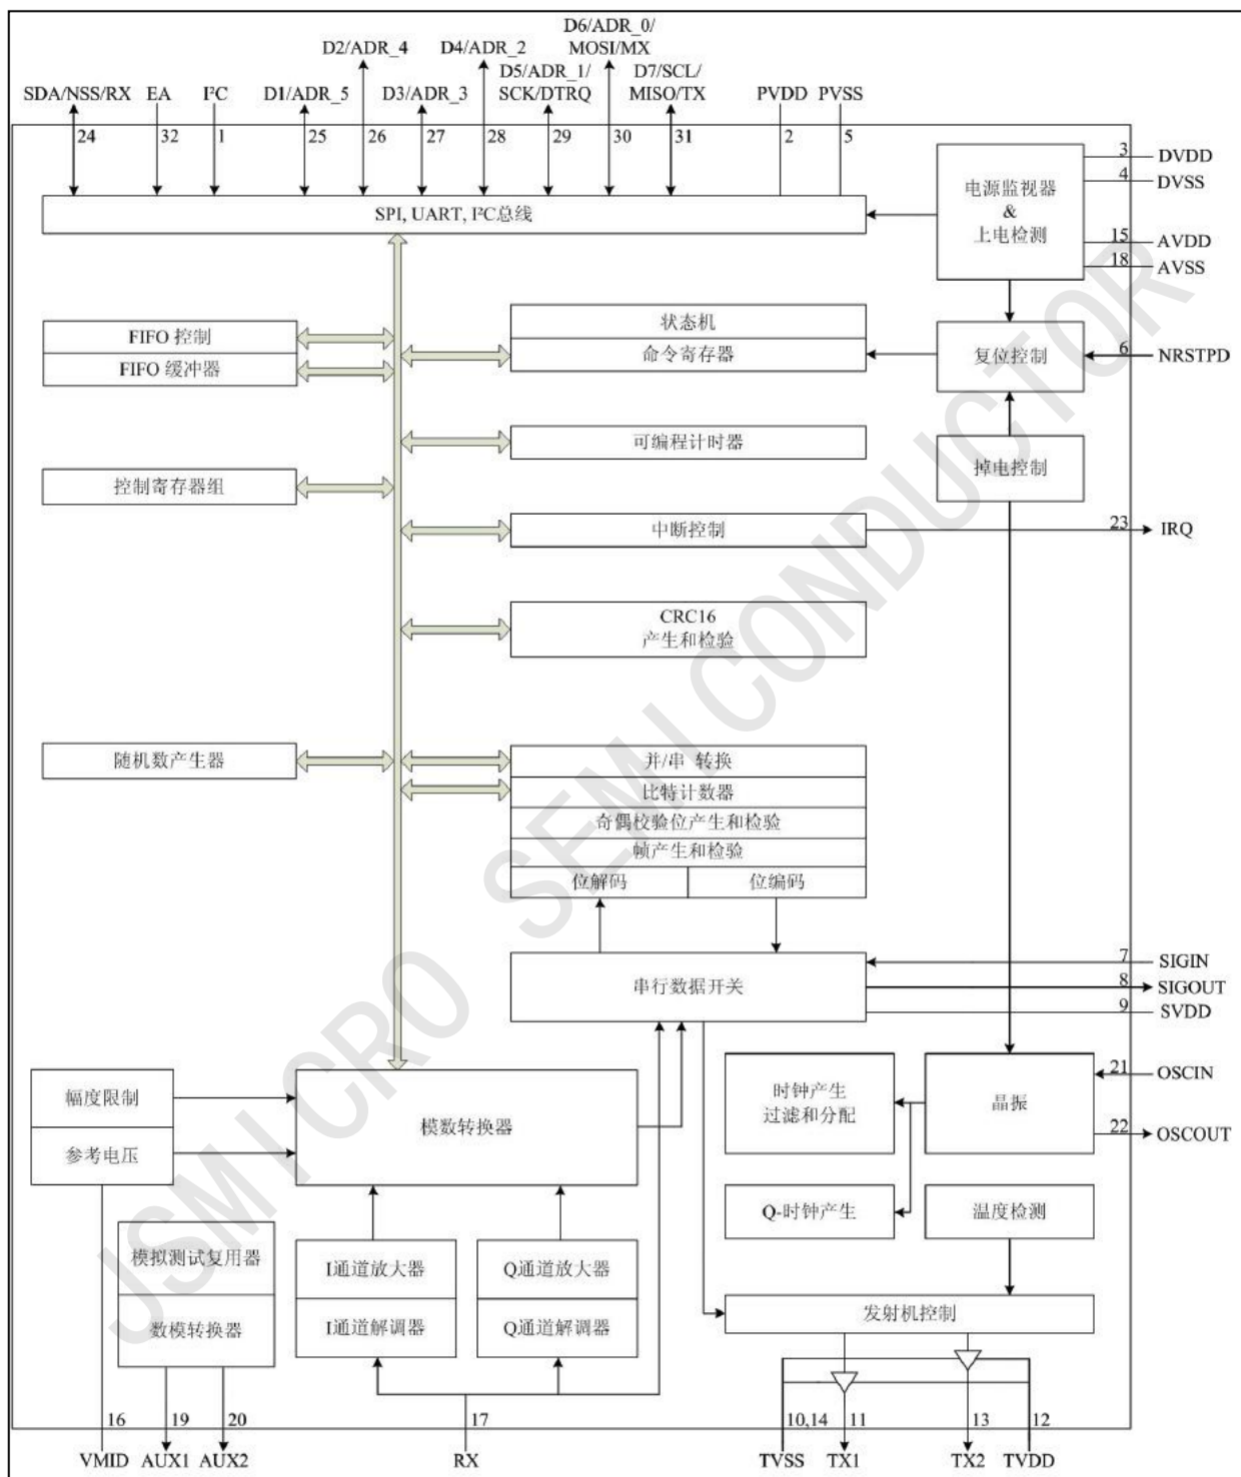 D6/ADR_0/
MOSI/MX
D2/ADR_4
D4/ADR_2
D5/ADR_1/
SCK/DTRQ
D7/SCL/
MISO/TX
SDA/NSS/RX
EA
I²C
D1/ADR_5
D3/ADR_3
PVDD
PVSS
24
32
1
25
26
27
28
29
30
31
2
5
3
DVDD
4
DVSS
电源监视器
&
上电检测
15
AVDD
18
AVSS
SPI, UART, I²C总线
FIFO 控制
FIFO 缓冲器
状态机
命令寄存器
复位控制
6
NRSTPD
可编程计时器
掉电控制
控制寄存器组
中断控制
23
IRQ
CRC16
产生和检验
随机数产生器
并/串 转换
比特计数器
奇偶校验位产生和检验
帧产生和检验
位解码
位编码
串行数据开关
7
SIGIN
8
SIGOUT
9
SVDD
幅度限制
参考电压
模数转换器
时钟产生
过滤和分配
晶振
21
OSCIN
22
OSCOUT
Q-时钟产生
温度检测
模拟测试复用器
数模转换器
I通道放大器
I通道解调器
Q通道放大器
Q通道解调器
发射机控制
16
19
20
17
10,14
11
13
12
VMID
AUX1
AUX2
RX
TVSS
TX1
TX2
TVDD
JSMICRO SEMICONDUCTOR